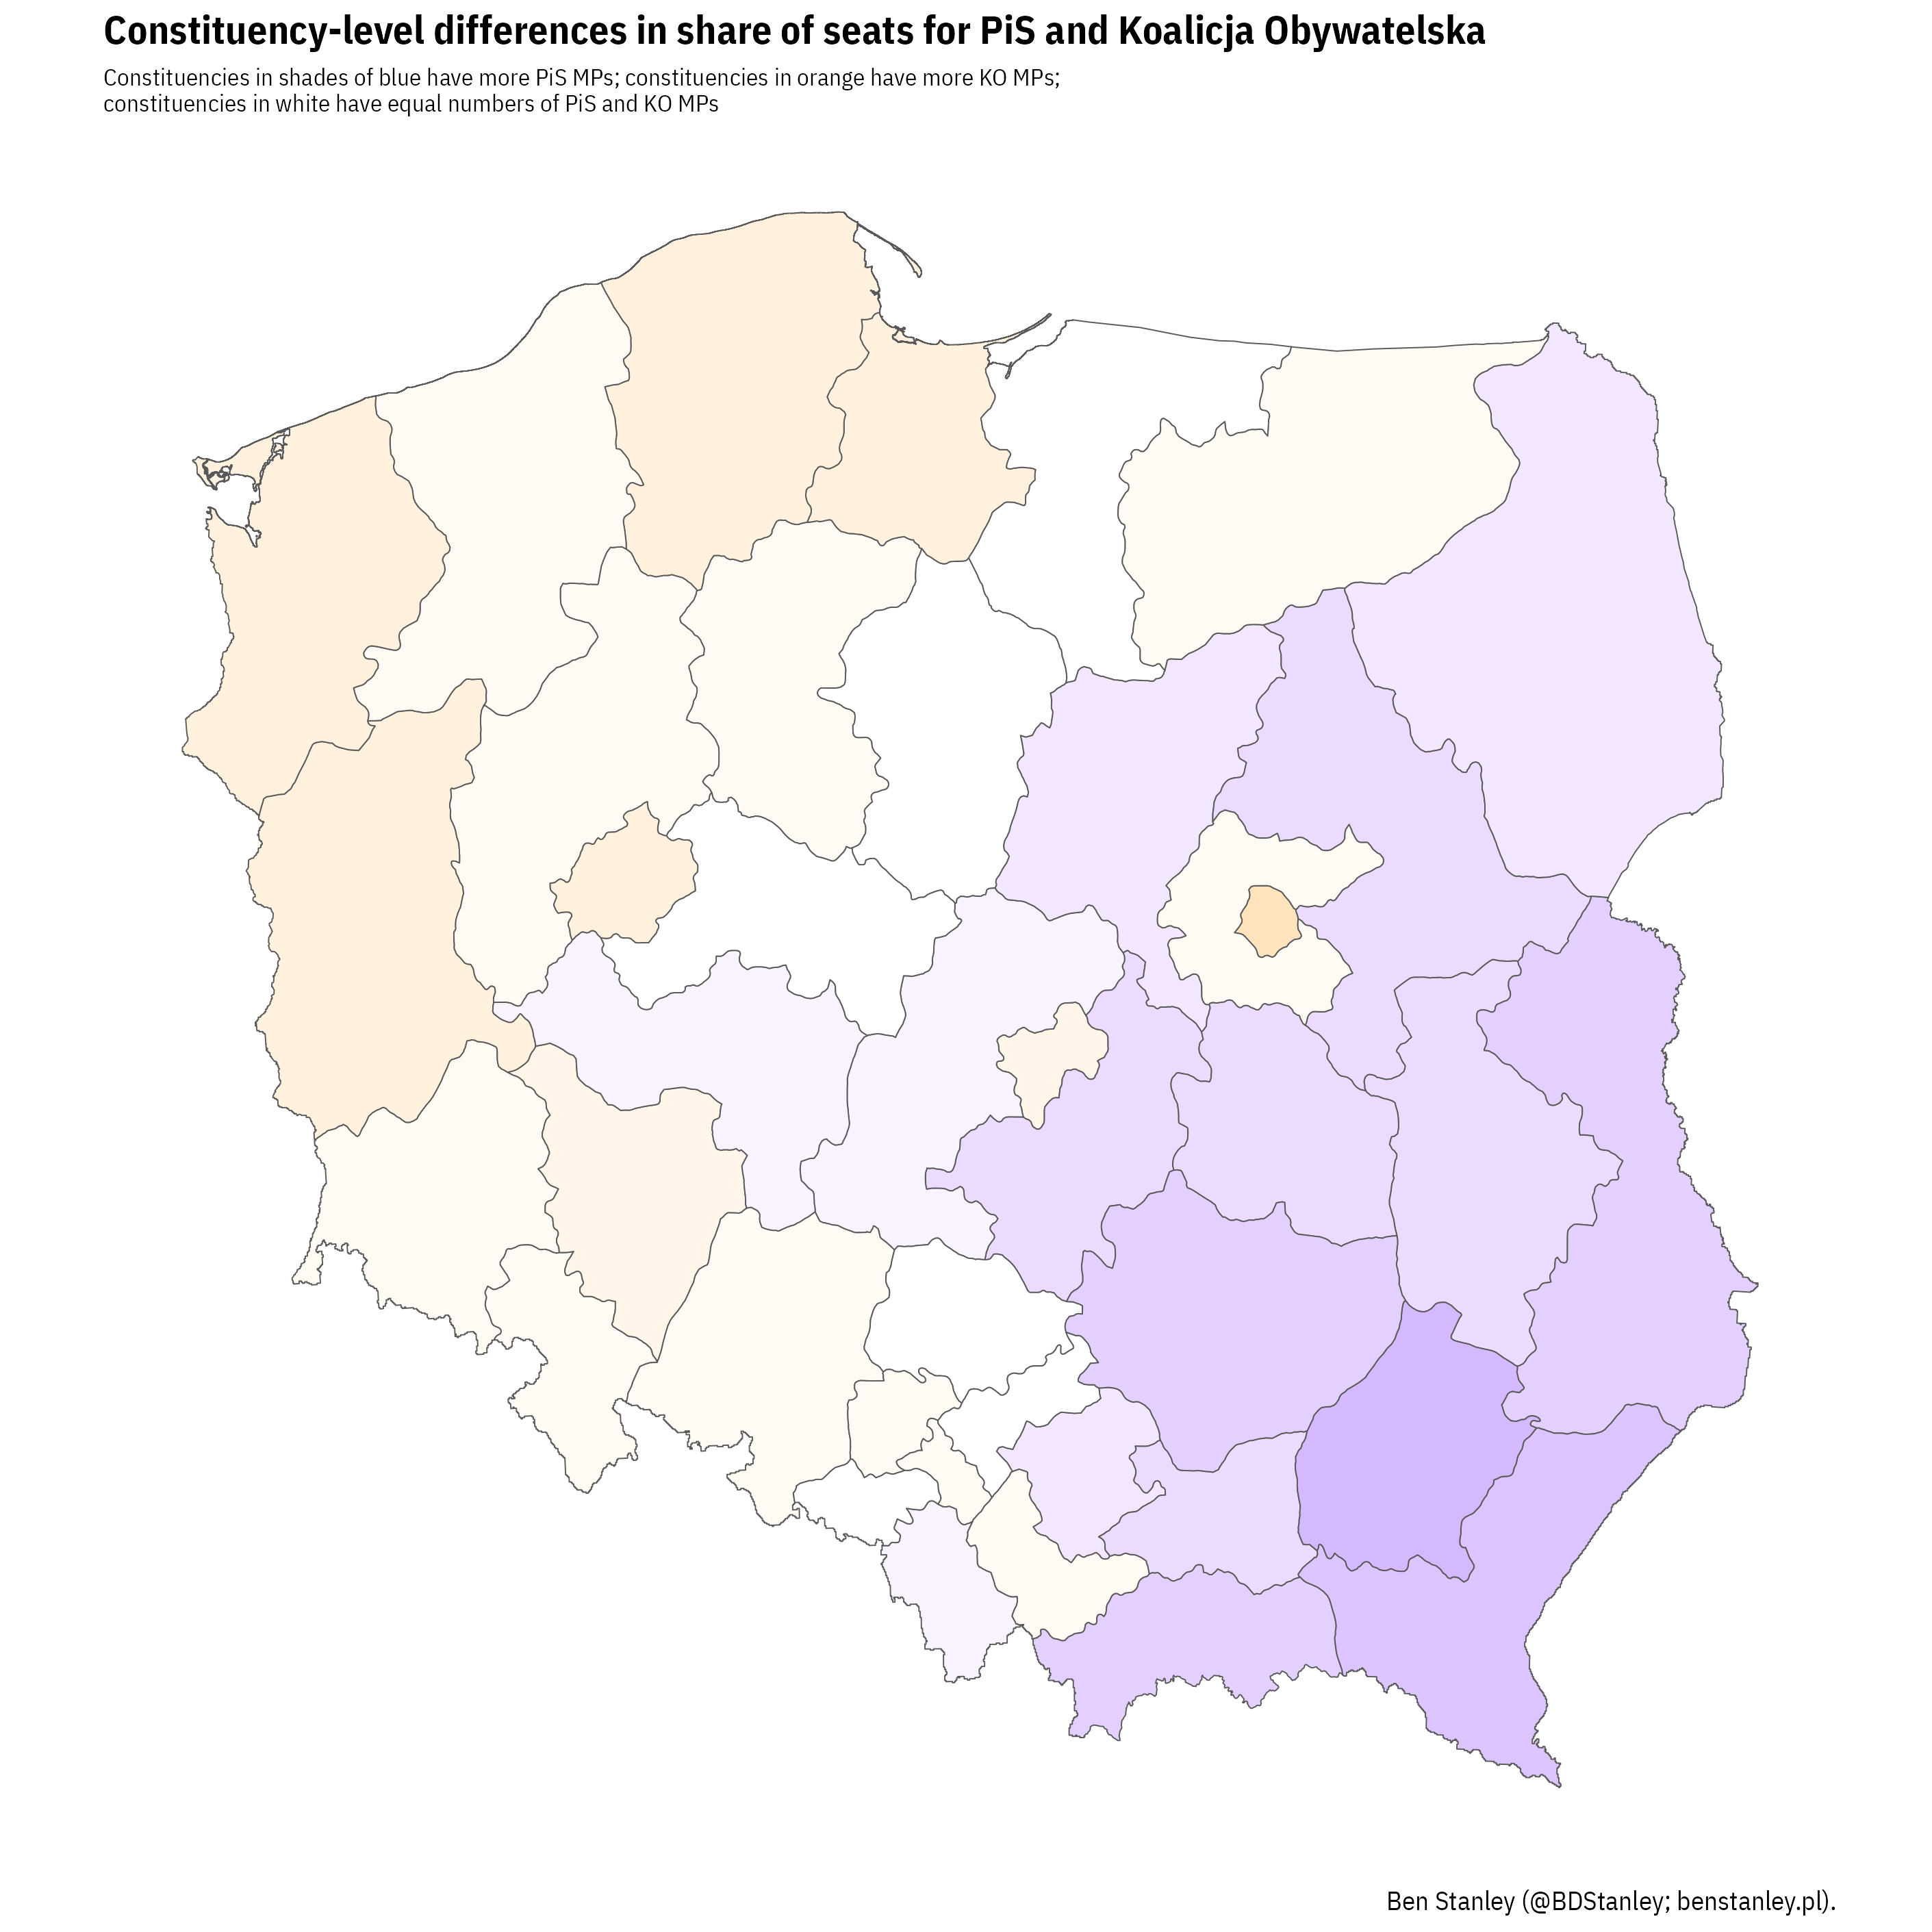 Constituency-level differences in share of seats for PiS and Koalicja Obywatelska
Constituencies in shades of blue have more PiS MPs; constituencies in orange have more KO MPs;
constituencies in white have equal numbers of PiS and KO MPs
Ben Stanley (@BDStanley; benstanley.pl).